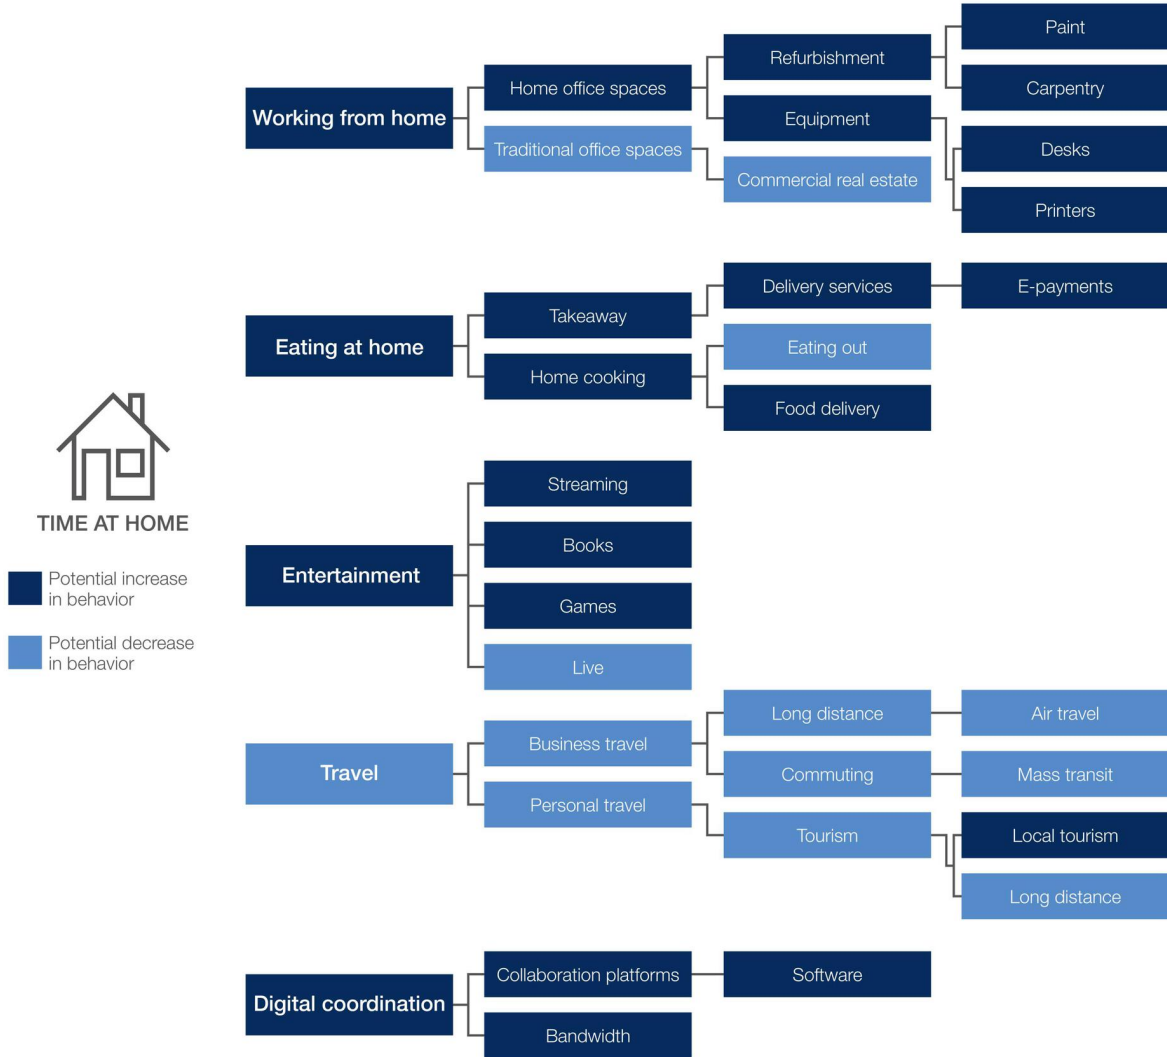 Paint
Refurbishment
Home office spaces
Carpentry
Working from home
Equipment
Traditional office spaces
Desks
Commercial real estate
Printers
Delivery services
E-payments
Takeaway
Eating at home
Eating out
Home cooking
Food delivery
TIME AT HOME
Potential increase
in behavior
Potential decrease
in behavior
Streaming
Books
Entertainment
Games
Live
Long distance
Air travel
Business travel
Travel
Commuting
Mass transit
Personal travel
Tourism
Local tourism
Long distance
Collaboration platforms
Software
Digital coordination
Bandwidth